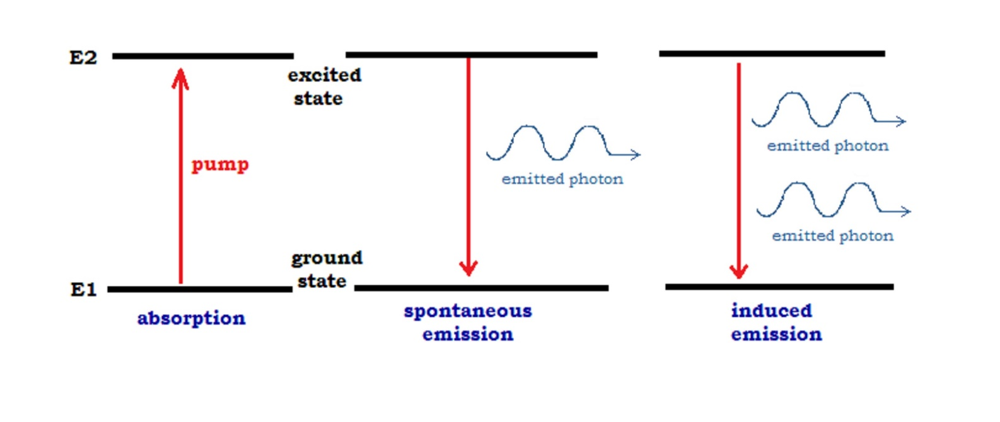 E2
excited
state
pump
emitted photon
emitted photon
emitted photon
ground
state
E1
absorption
spontaneous
emission
induced
emission